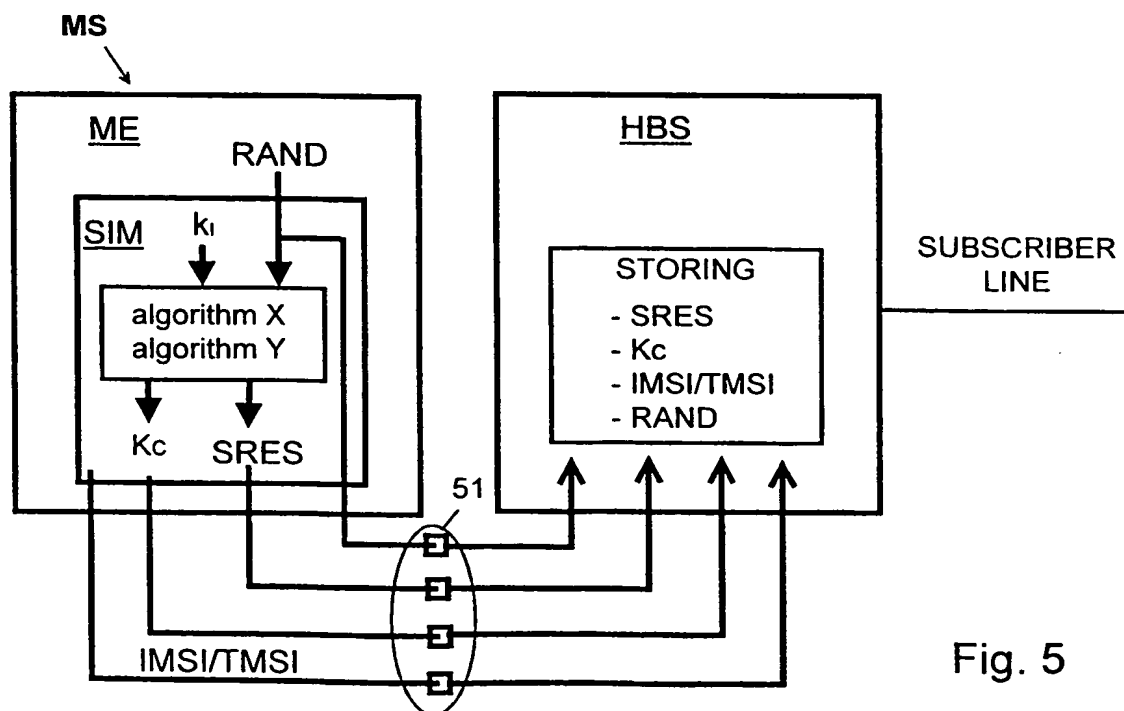 MS
ME
RAND
SIM
kI
algorithm X
algorithm Y
Kc
SRES
IMSI/TMSI
51
HBS
STORING
- SRES
- Kc
- IMSI/TMSI
- RAND
SUBSCRIBER
LINE
Fig. 5